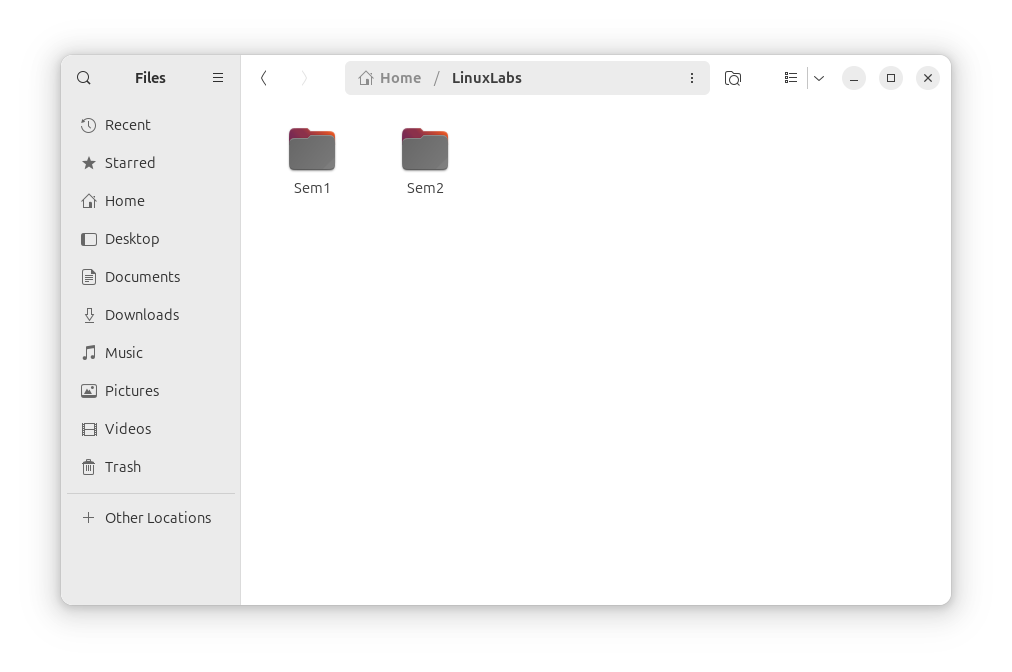 Files
Home / LinuxLabs
Recent
Starred
Home
Desktop
Documents
Downloads
Music
Pictures
Videos
Trash
Other Locations
Sem1 Sem2